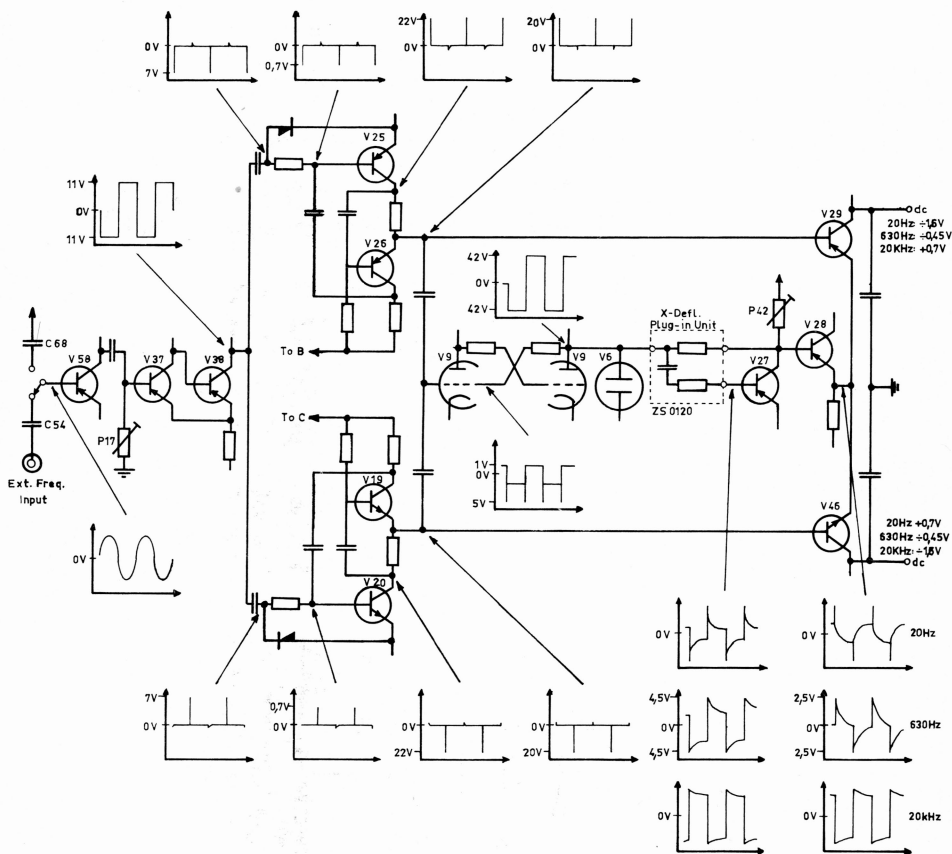 22V
20V
0V
7V
0V
0,7V
0V
0V
V25
11V
0V
11V
V26
V29
dc
20Hz ÷1,6V
630Hz ÷0,45V
20KHz +0,7V
42V
0V
42V
C68
V58
V37
V38
To B
V9
V9
V6
X-Defl.
Plug-in Unit
P42
V28
V27
ZS 0120
C54
P17
To C
Ext. Freq.
Input
1V
0V
5V
V19
0V
V20
V46
20Hz +0,7V
630Hz ÷0,45V
20KHz ÷1,6V
dc
0V
0V
20Hz
7V
0V
0,7V
0V
0V
22V
0V
20V
4,5V
0V
4,5V
2,5V
0V
2,5V
630Hz
0V
0V
20kHz